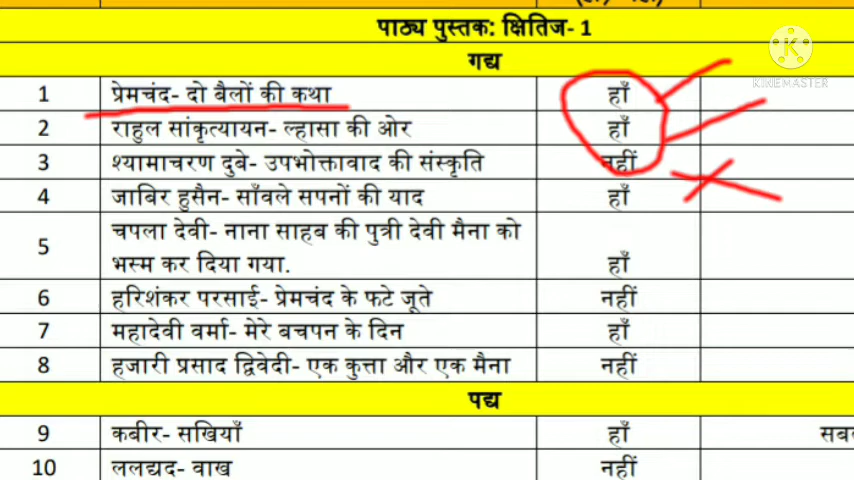 पाठ्य पुस्तक: क्षितिज- 1
गद्य
1 प्रेमचंद- दो बैलों की कथा हाँ
2 राहुल सांकृत्यायन- ल्हासा की ओर हाँ
3 श्यामाचरण दुबे- उपभोक्तावाद की संस्कृति नहीं
4 जाबिर हुसैन- साँवले सपनों की याद हाँ
5 चपला देवी- नाना साहब की पुत्री देवी मैना को
भस्म कर दिया गया. हाँ
6 हरिशंकर परसाई- प्रेमचंद के फटे जूते नहीं
7 महादेवी वर्मा- मेरे बचपन के दिन हाँ
8 हजारी प्रसाद द्विवेदी- एक कुत्ता और एक मैना नहीं
पद्य
9 कबीर- सखियाँ हाँ
10 ललद्यद- वाख नहीं
KINEMASTER